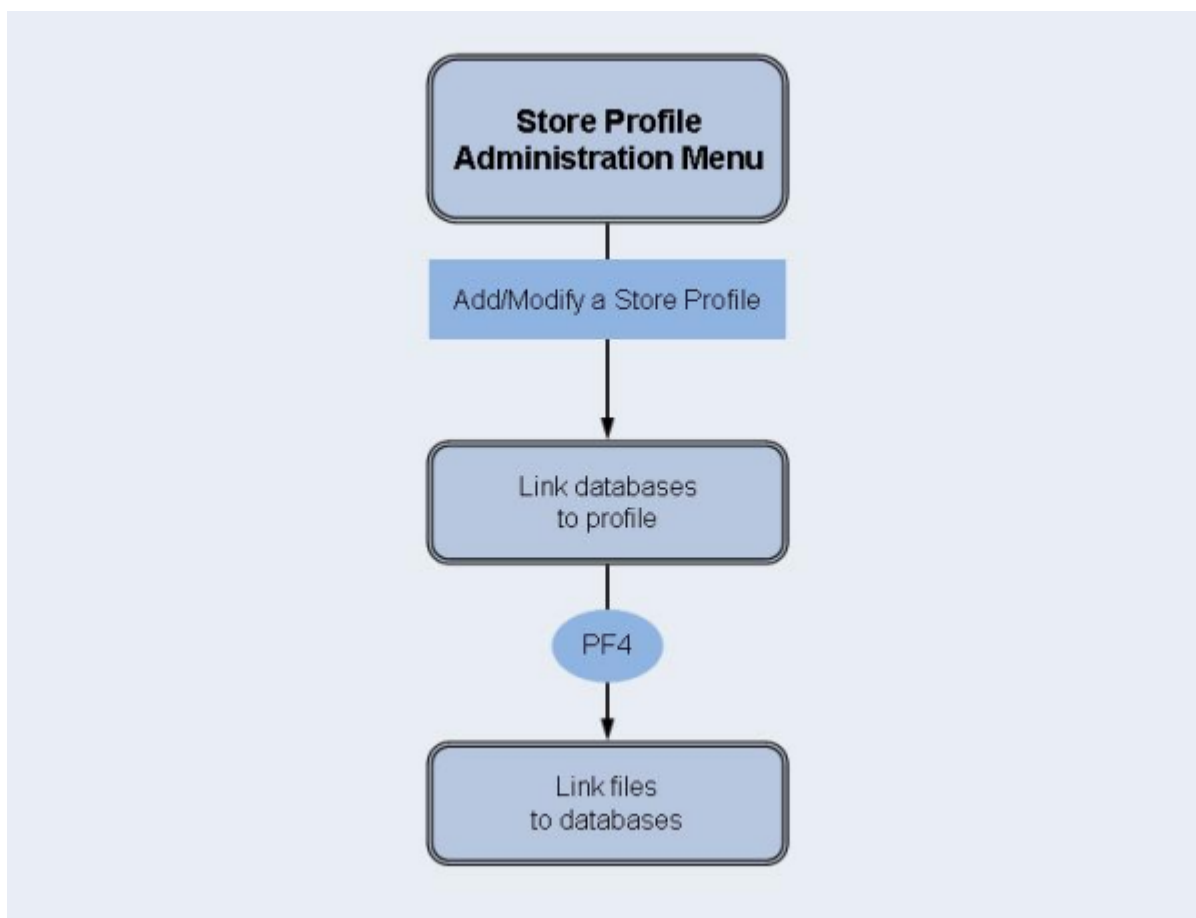 Store Profile
Administration Menu
Add/Modify a Store Profile
Link databases
to profile
PF4
Link files
to databases